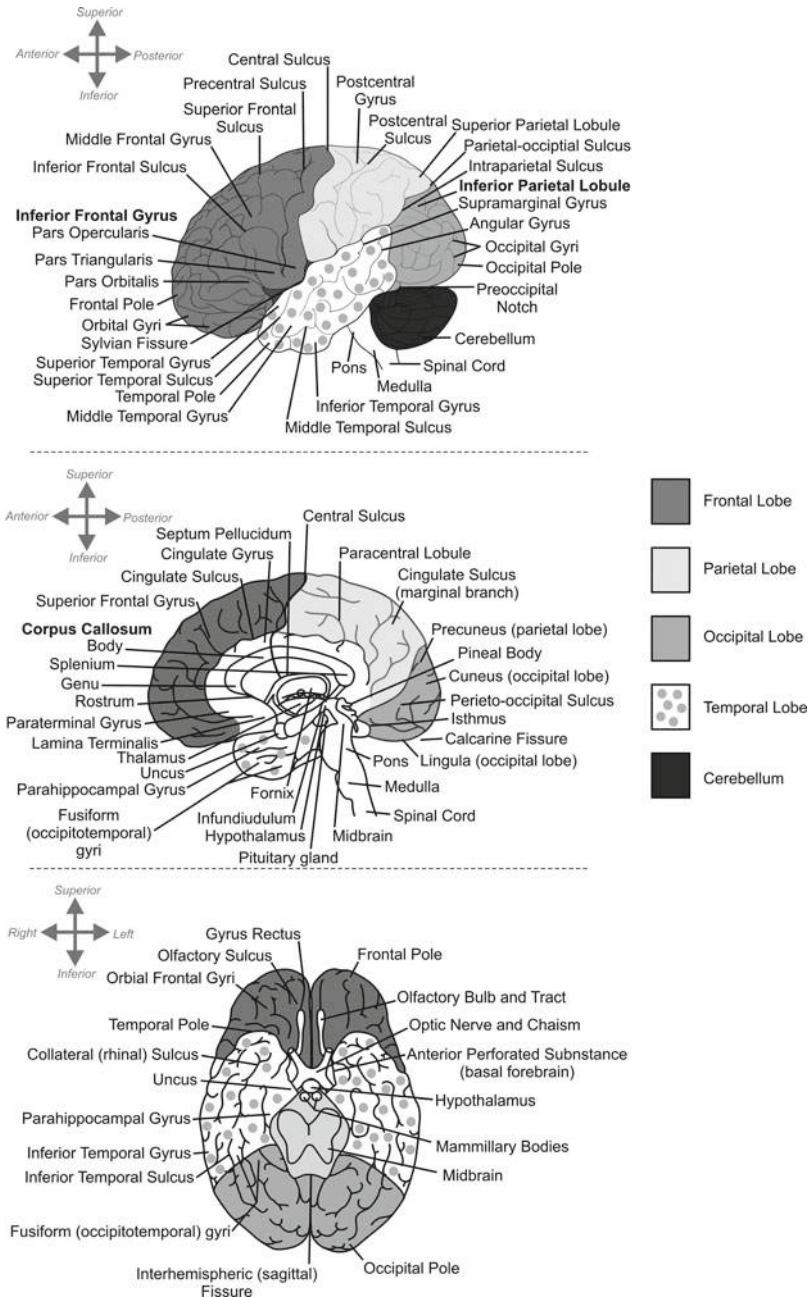 Superior
Anterior
Posterior
Inferior
Central Sulcus
Precentral Sulcus
Superior Frontal
Sulcus
Middle Frontal Gyrus
Inferior Frontal Sulcus
Inferior Frontal Gyrus
Pars Opercularis
Pars Triangularis
Pars Orbitalis
Frontal Pole
Orbital Gyri
Sylvian Fissure
Superior Temporal Gyrus
Superior Temporal Sulcus
Temporal Pole
Middle Temporal Gyrus
Postcentral
Gyrus
Postcentral
Sulcus
Superior Parietal Lobule
Parietal-occiptial Sulcus
Intraparietal Sulcus
Inferior Parietal Lobule
Supramarginal Gyrus
Angular Gyrus
Occipital Gyri
Occipital Pole
Preoccipital
Notch
Cerebellum
Spinal Cord
Pons
Medulla
Inferior Temporal Gyrus
Middle Temporal Sulcus
Superior
Anterior
Posterior
Inferior
Central Sulcus
Septum Pellucidum
Cingulate Gyrus
Cingulate Sulcus
Superior Frontal Gyrus
Corpus Callosum
Body
Splenium
Genu
Rostrum
Paraterminal Gyrus
Lamina Terminalis
Thalamus
Uncus
Parahippocampal Gyrus
Fusiform
(occipitotemporal)
gyri
Paracentral Lobule
Cingulate Sulcus
(marginal branch)
Precuneus (parietal lobe)
Pineal Body
Cuneus (occipital lobe)
Perieto-occipital Sulcus
Isthmus
Calcarine Fissure
Lingula (occipital lobe)
Pons
Medulla
Spinal Cord
Fornix
Infundiudulum
Hypothalamus
Midbrain
Pituitary gland
Frontal Lobe
Parietal Lobe
Occipital Lobe
Temporal Lobe
Cerebellum
Superior
Right
Left
Inferior
Gyrus Rectus
Olfactory Sulcus
Orbial Frontal Gyri
Temporal Pole
Collateral (rhinal) Sulcus
Uncus
Parahippocampal Gyrus
Inferior Temporal Gyrus
Inferior Temporal Sulcus
Fusiform (occipitotemporal) gyri
Interhemispheric (sagittal)
Fissure
Frontal Pole
Olfactory Bulb and Tract
Optic Nerve and Chaism
Anterior Perforated Subnstance
(basal forebrain)
Hypothalamus
Mammillary Bodies
Midbrain
Occipital Pole